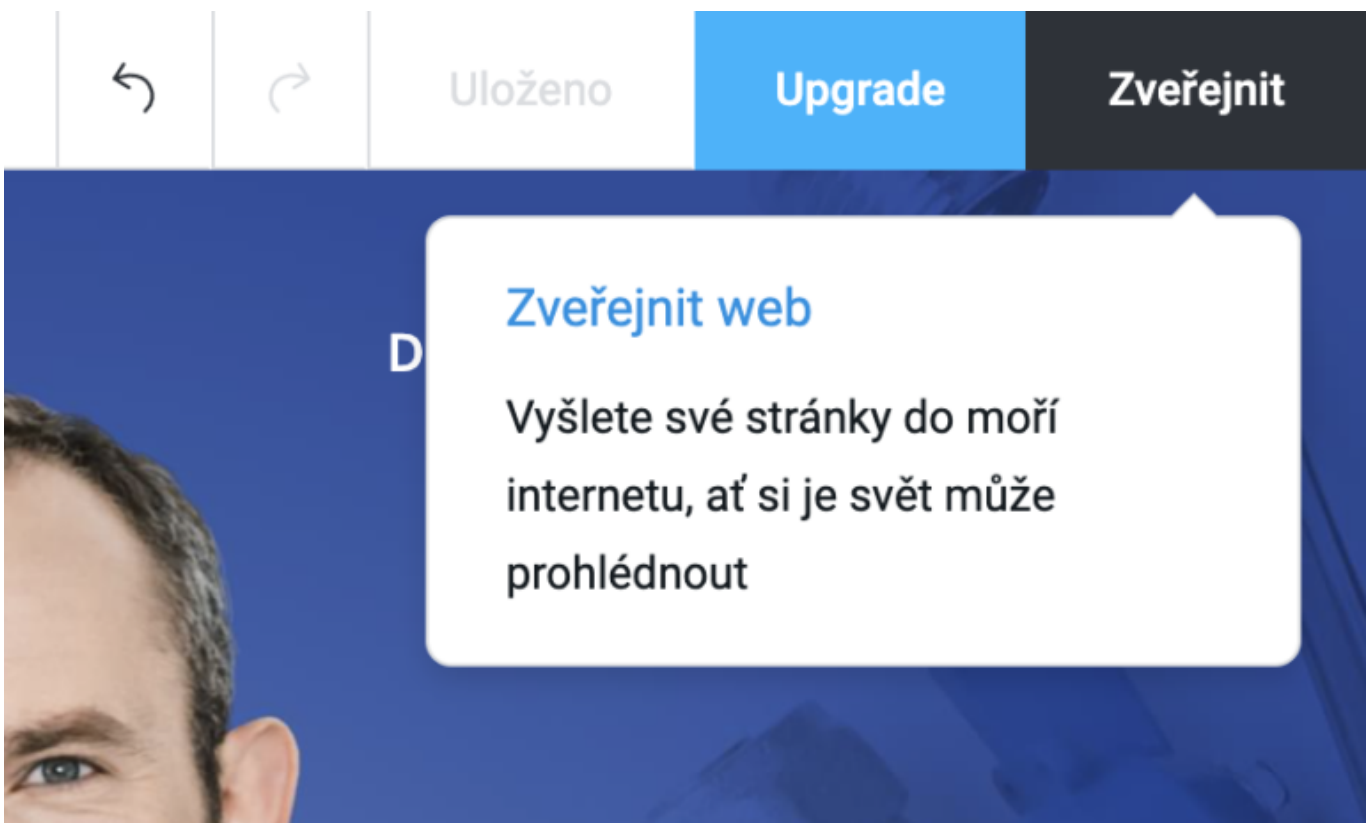 Uloženo
Upgrade
Zveřejnit
Zveřejnit web
D
Vyšlete své stránky do moří
internetu, ať si je svět může
prohlédnout